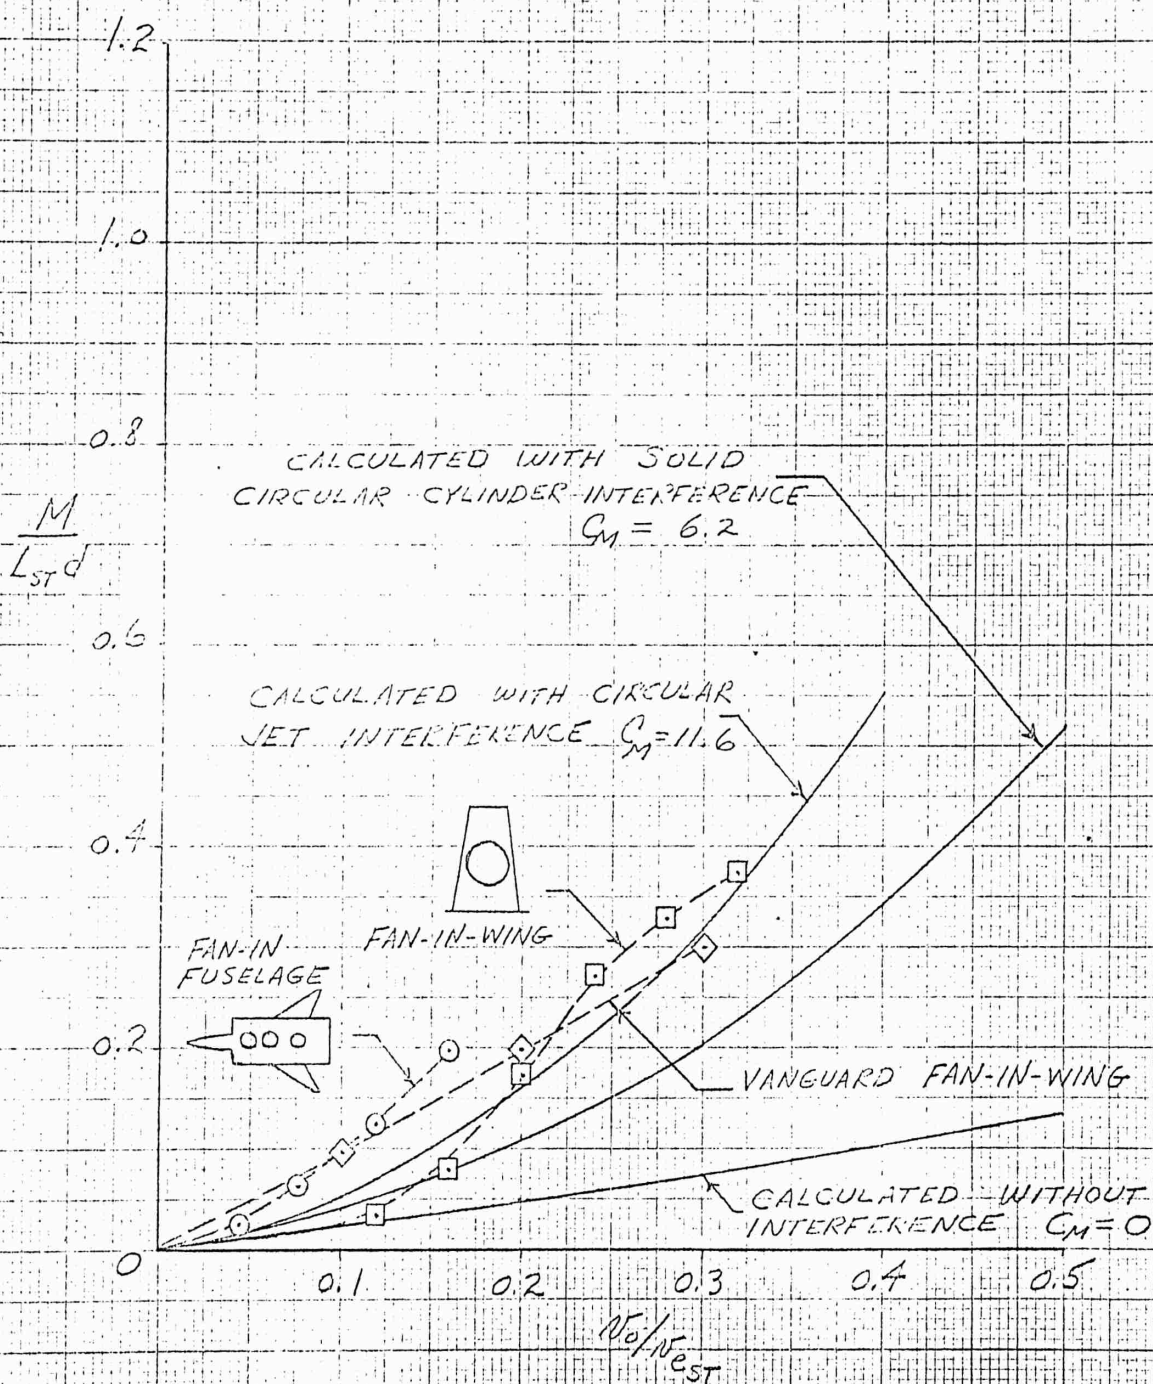 1.2
1.0
0.8
CALCULATED WITH SOLID
CIRCULAR CYLINDER INTERFERENCE
C_M = 6.2
M
L_ST d
0.6
CALCULATED WITH CIRCULAR
JET INTERFERENCE C_M = 11.6
0.4
FAN-IN-WING
FAN-IN
FUSELAGE
0.2
VANGUARD FAN-IN-WING
CALCULATED WITHOUT
INTERFERENCE C_M = 0
0
0.1 0.2 0.3 0.4 0.5
v_o/v_e_ST